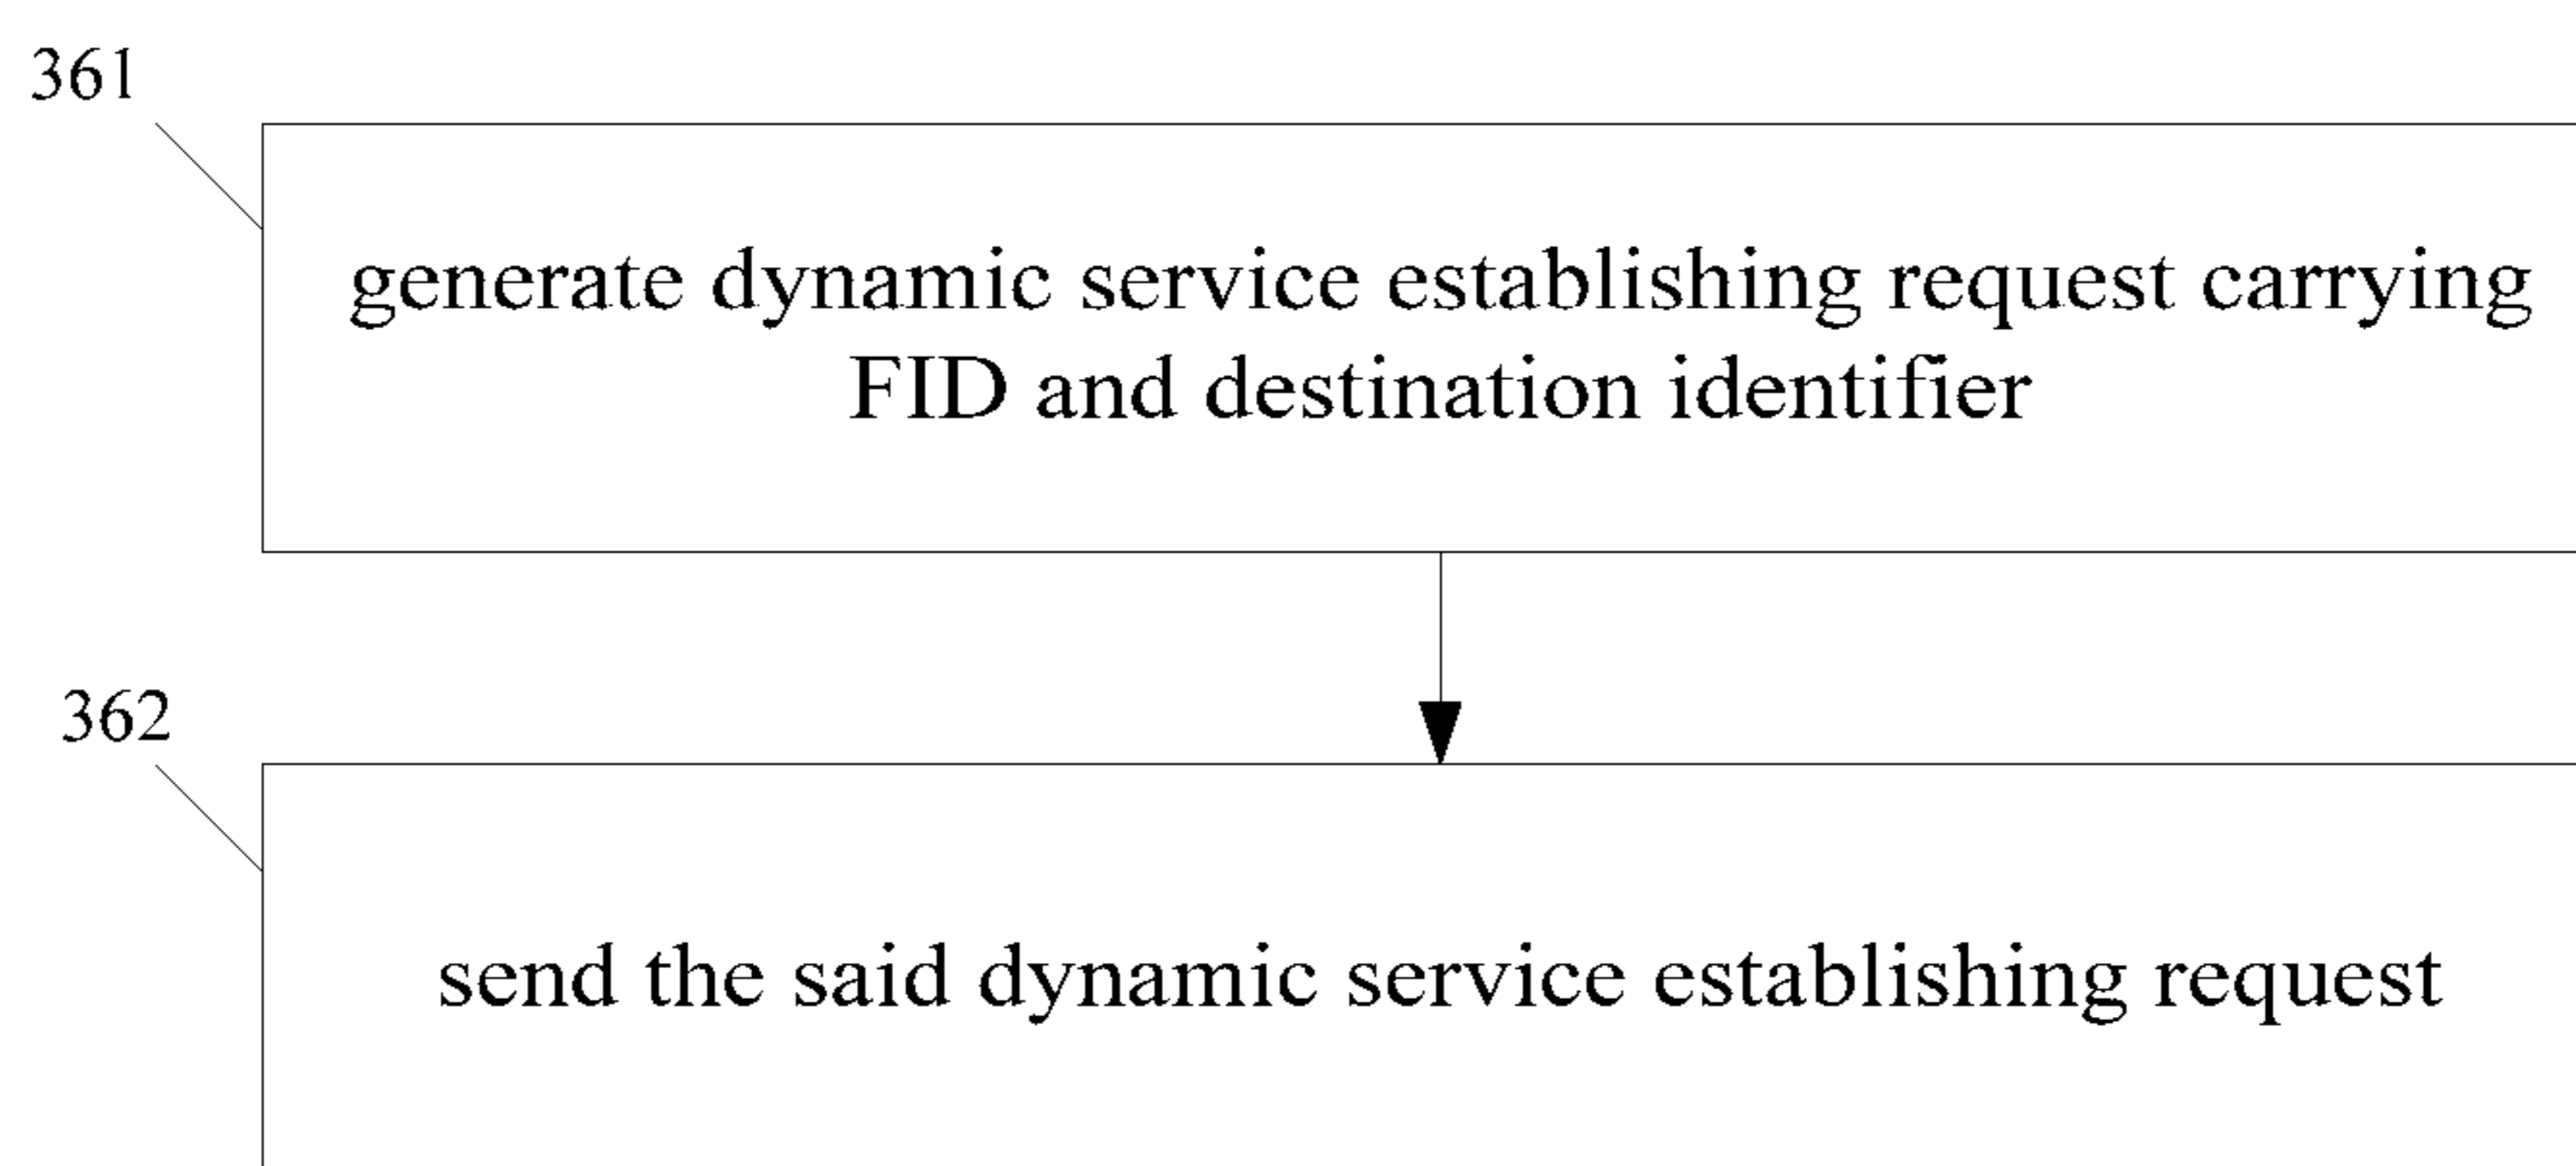 361
generate dynamic service establishing request carrying
FID and destination identifier
362
send the said dynamic service establishing request